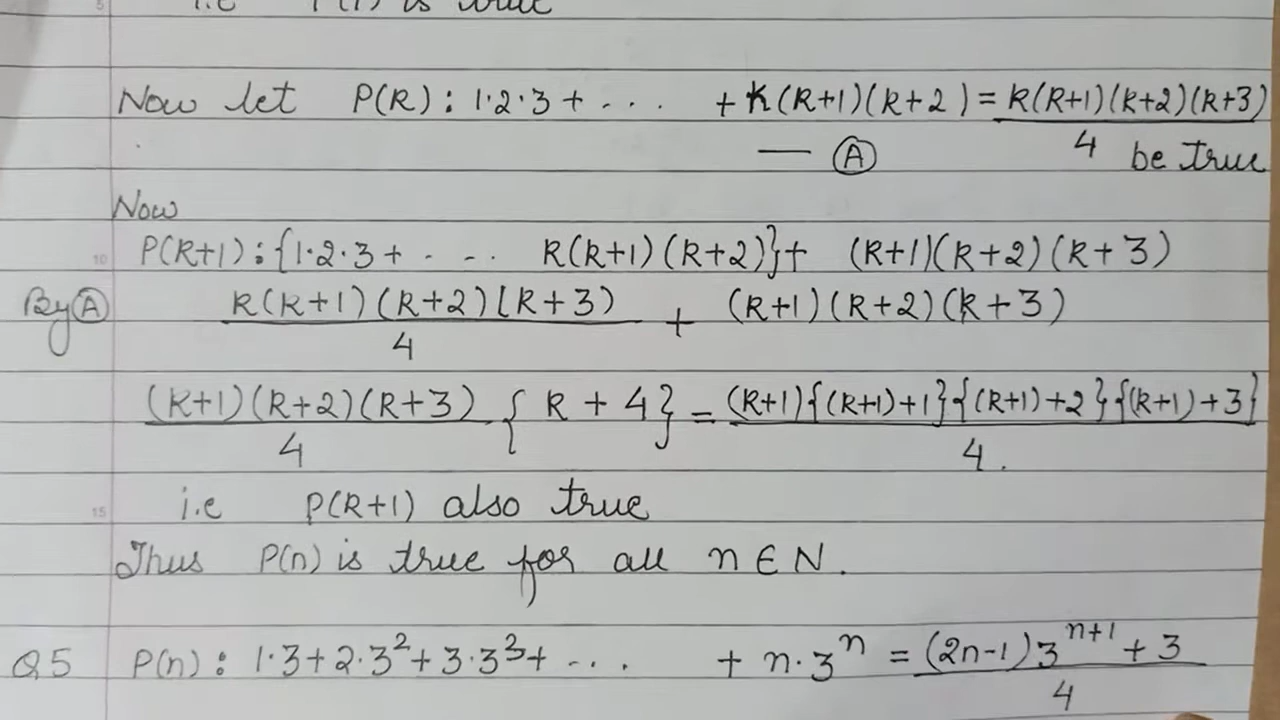 i.e P(1) is true
Now let P(k) : 1·2·3 + ... + k(k+1)(k+2) = k(k+1)(k+2)(k+3)/4
— Ⓐ be true
Now
P(k+1) : {1·2·3 + - -. k(k+1)(k+2)} + (k+1)(k+2)(k+3)
By Ⓐ k(k+1)(k+2)(k+3)/4 + (k+1)(k+2)(k+3)
(k+1)(k+2)(k+3)/4 {k+4} = (k+1){(k+1)+1}{(k+1)+2}{(k+1)+3}/4.
i.e P(k+1) also true
Thus P(n) is true for all n ∈ N.
Q5 P(n) : 1·3 + 2·3² + 3·3³ + -... + n·3ⁿ = (2n-1)3ⁿ⁺¹ + 3/4